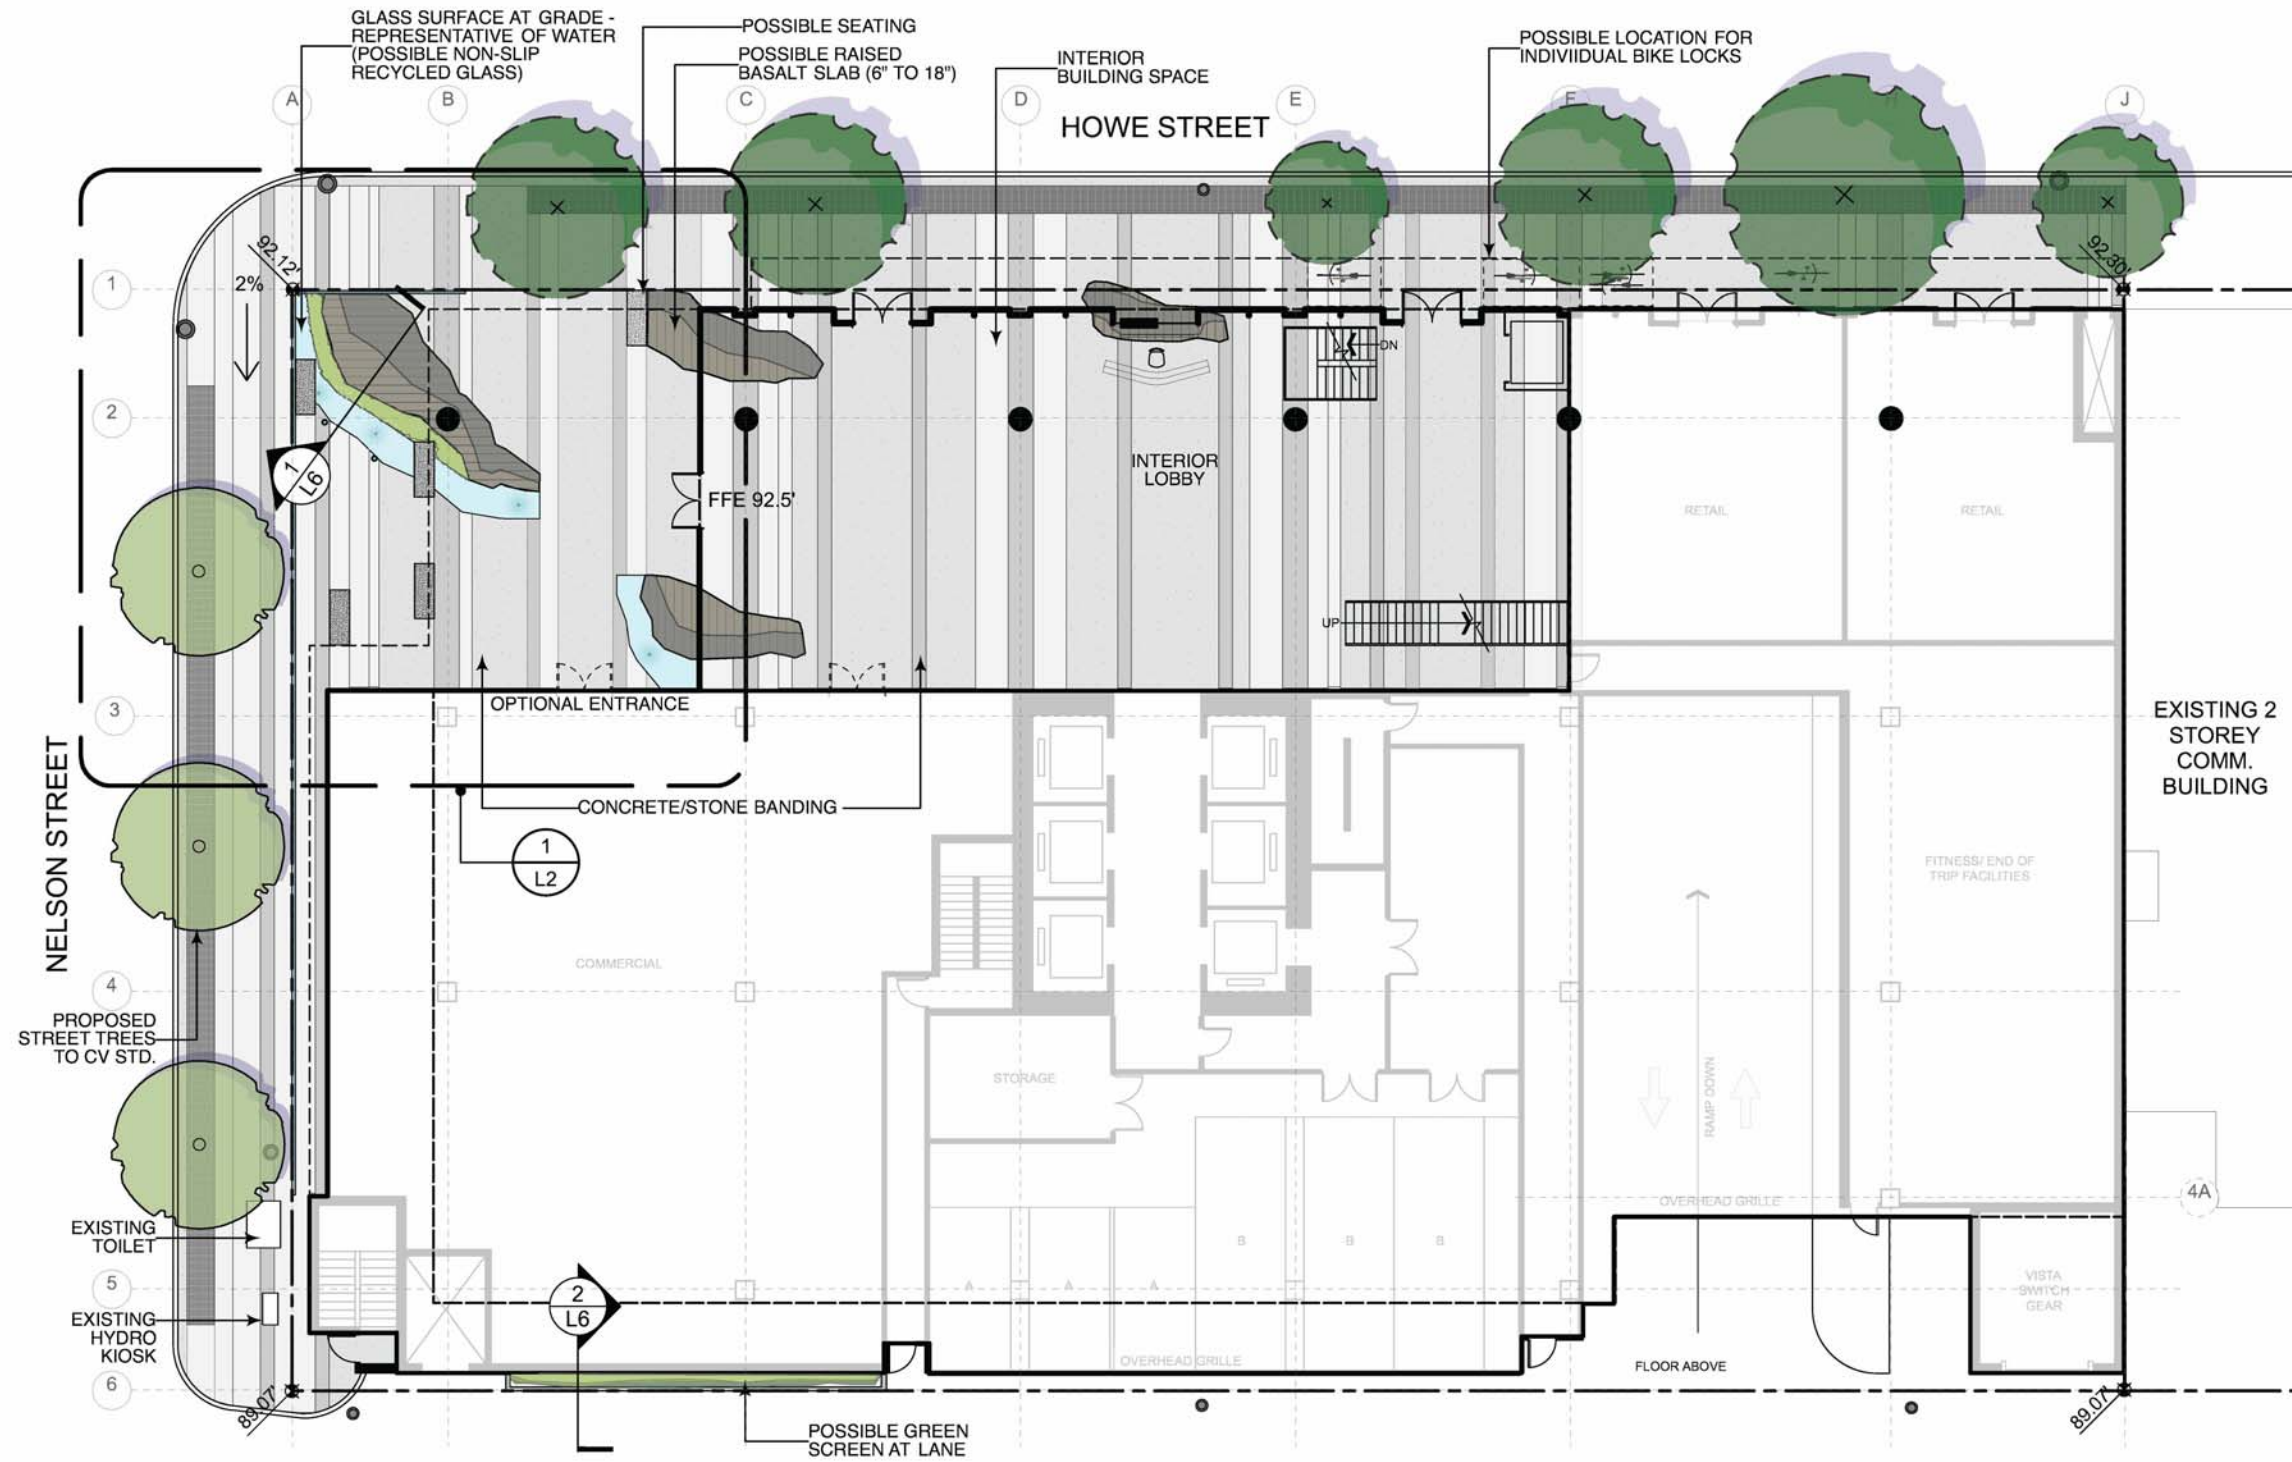 GLASS SURFACE AT GRADE -
REPRESENTATIVE OF WATER
(POSSIBLE NON-SLIP
RECYCLED GLASS)
POSSIBLE SEATING
POSSIBLE RAISED
BASALT SLAB (6" TO 18")
INTERIOR
BUILDING SPACE
POSSIBLE LOCATION FOR
INDIVIIDUAL BIKE LOCKS
A
B
C
D
E
F
H
J
HOWE STREET
92.12'
92.30'
1
2%
DN
2
1
L6
INTERIOR
LOBBY
FFE 92.5'
RETAIL
RETAIL
UP
OPTIONAL ENTRANCE
3
NELSON STREET
EXISTING 2
STOREY
COMM.
BUILDING
CONCRETE/STONE BANDING
1
L2
FITNESS/ END OF
TRIP FACILITIES
COMMERCIAL
4
PROPOSED
STREET TREES
TO CV STD.
STORAGE
RAMP DOWN
OVERHEAD GRILLE
4A
EXISTING
TOILET
B
B
B
A
A
A
5
EXISTING
HYDRO
KIOSK
2
L6
VISTA
SWITCH
GEAR
OVERHEAD GRILLE
FLOOR ABOVE
6
89.07'
89.07'
POSSIBLE GREEN
SCREEN AT LANE